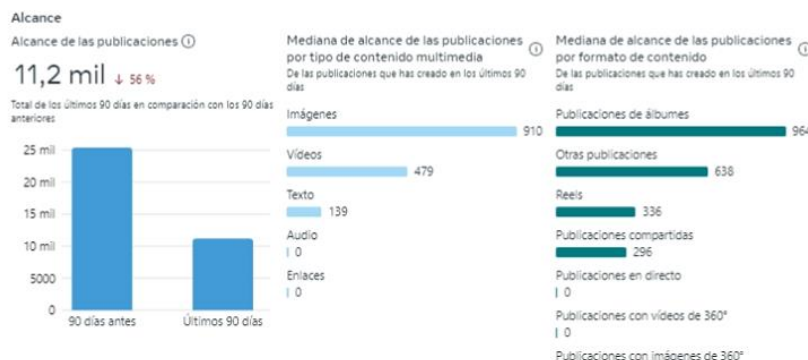 Alcance
Alcance de las publicaciones
11,2 mil ↓ 56 %
Total de los últimos 90 días en comparación con los 90 días
anteriores
25 mil
20 mil
15 mil
10 mil
5000
0
90 días antes
Últimos 90 días
Mediana de alcance de las publicaciones
por tipo de contenido multimedia
De las publicaciones que has creado en los últimos 90
días
Imágenes
910
Vídeos
479
Texto
139
Audio
0
Enlaces
0
Mediana de alcance de las publicaciones
por formato de contenido
De las publicaciones que has creado en los últimos 90
días
Publicaciones de álbumes
964
Otras publicaciones
638
Reels
336
Publicaciones compartidas
296
Publicaciones en directo
0
Publicaciones con vídeos de 360°
0
Publicaciones con imágenes de 360°